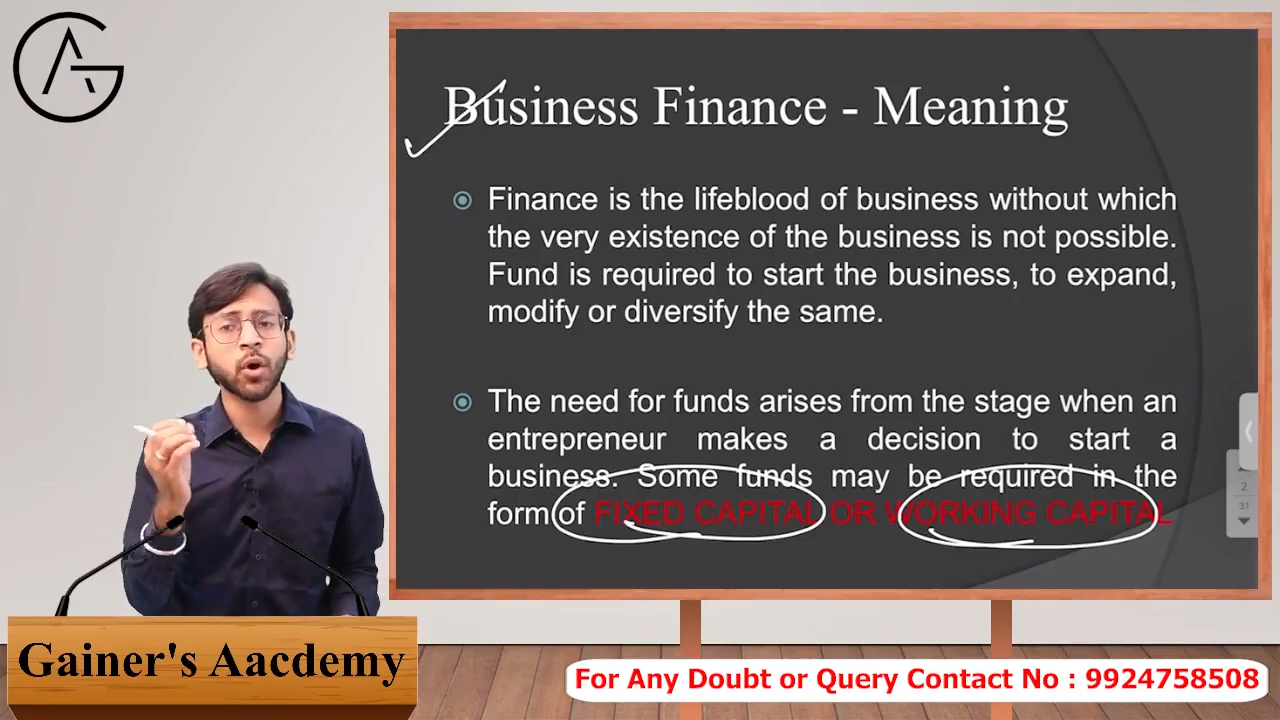 Business Finance - Meaning
Finance is the lifeblood of business without which
the very existence of the business is not possible.
Fund is required to start the business, to expand,
modify or diversify the same.
The need for funds arises from the stage when an
entrepreneur makes a decision to start a
business. Some funds may be required in the
form of FIXED CAPITAL OR WORKING CAPITAL
2
31
Gainer's Aacdemy
For Any Doubt or Query Contact No : 9924758508